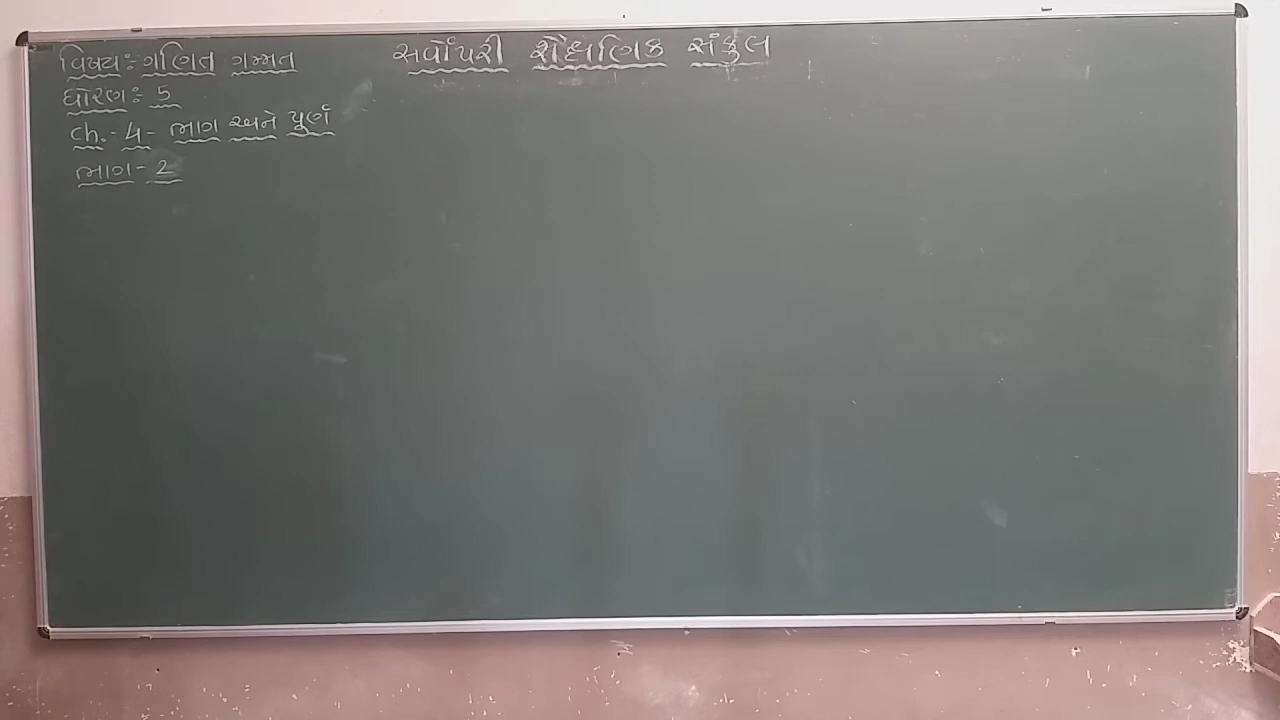 સર્વોપરી શૈક્ષણિક સંકુલ
વિષય:- ગણિત ગમ્મત
ધોરણ:- 5
ch.- 4- ભાગ અને પૂર્ણ
ભાગ- 2